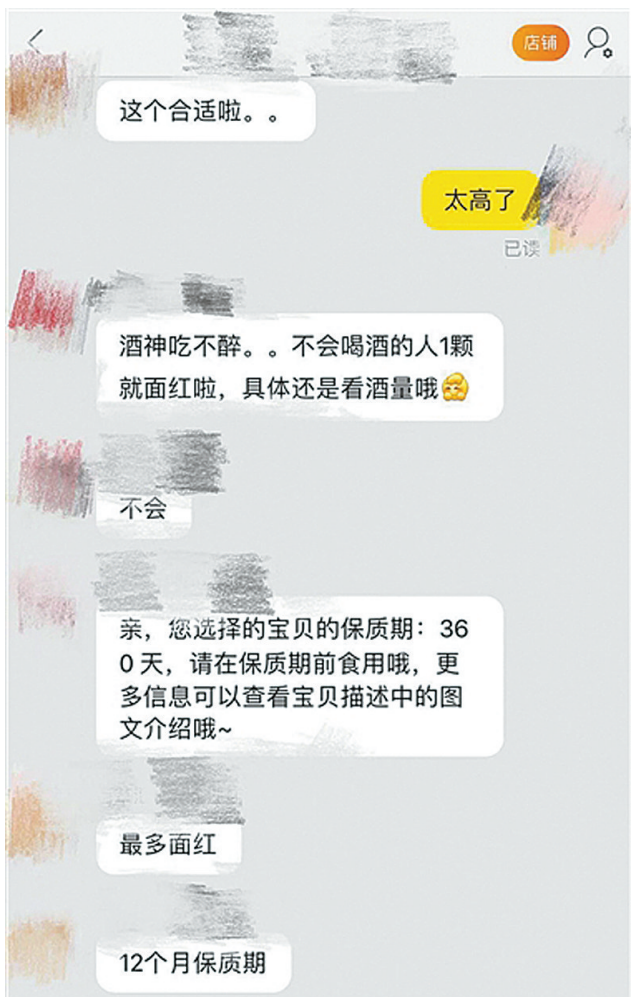 店铺
这个合适啦。。
太高了
已读
酒神吃不醉。。不会喝酒的人1颗
就面红啦，具体还是看酒量哦
不会
亲，您选择的宝贝的保质期：36
0 天，请在保质期前食用哦，更
多信息可以查看宝贝描述中的图
文介绍哦~
最多面红
12个月保质期